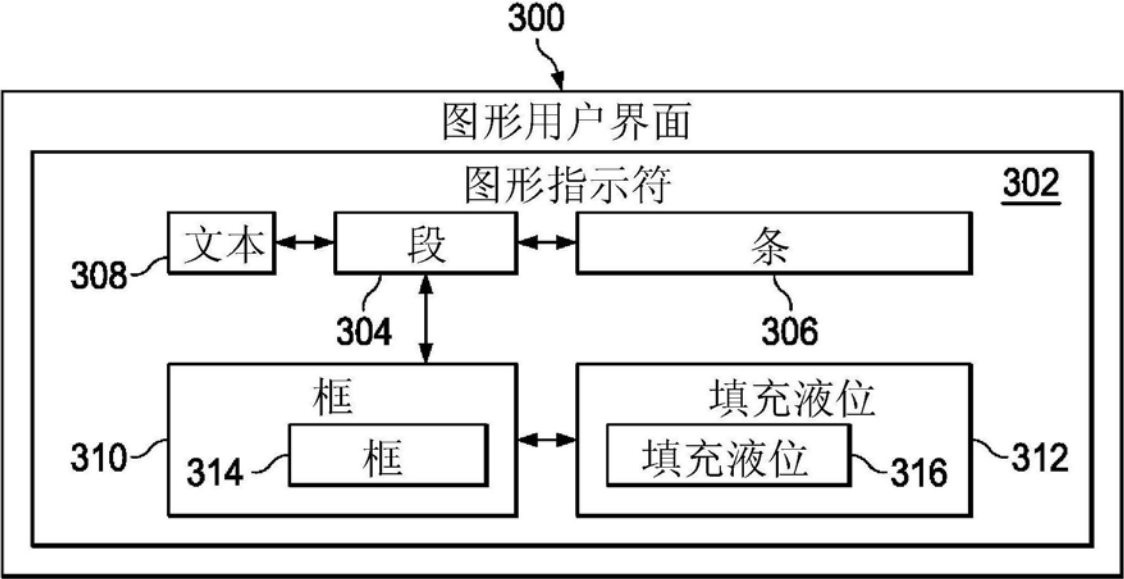 300
图形用户界面
图形指示符
302
文本
段
条
308
304
306
框
填充液位
310
314
框
填充液位
316
312